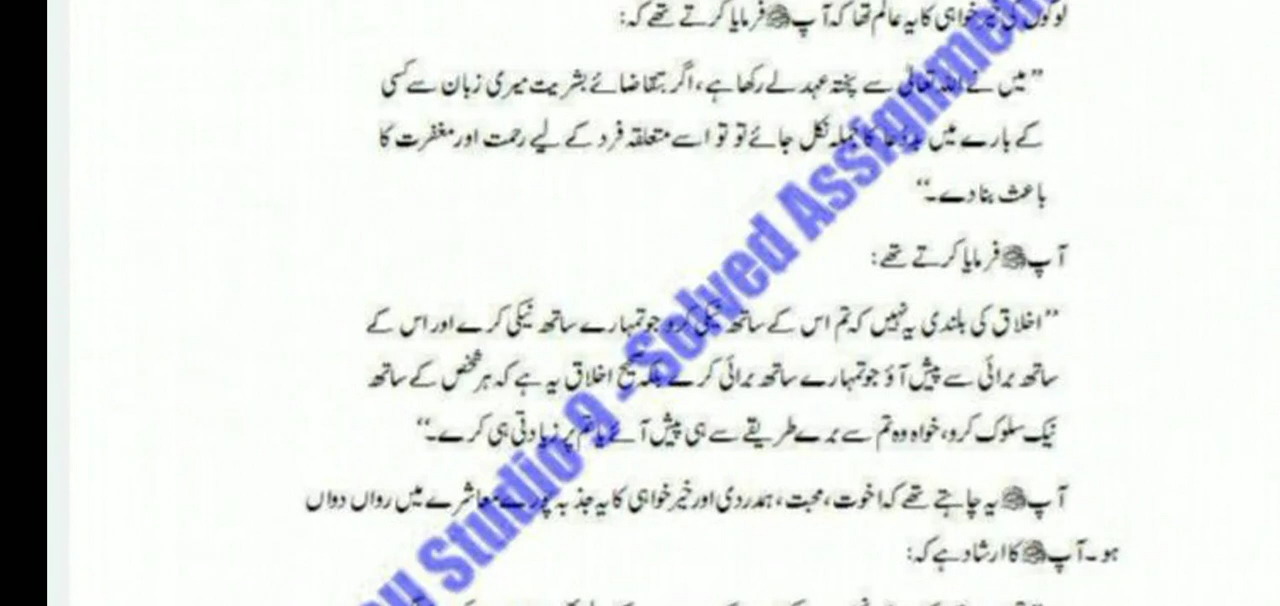 لوگوں کی خیر خواہی کا یہ عالم تھا کہ آپ ﷺ فرمایا کرتے تھے کہ:
”میں نے اللہ تعالیٰ سے پختہ عہد لے رکھا ہے، اگر بتقاضائے بشریت میری زبان سے کسی
کے بارے میں بددعا کا جملہ نکل جائے تو تو اسے متعلقہ فرد کے لیے رحمت اور مغفرت کا
باعث بنا دے۔“
آپ ﷺ فرمایا کرتے تھے:
”اخلاق کی بلندی یہ نہیں کہ تم اس کے ساتھ نیکی کرو جو تمہارے ساتھ نیکی کرے اور اس کے
ساتھ برائی سے پیش آؤ جو تمہارے ساتھ برائی کرے بلکہ صحیح اخلاق یہ ہے کہ ہر شخص کے ساتھ
نیک سلوک کرو، خواہ وہ تم سے برے طریقے سے ہی پیش آئے یا تم پر زیادتی ہی کرے۔“
آپ ﷺ یہ چاہتے تھے کہ اخوت، محبت، ہمدردی اور خیر خواہی کا یہ جذبہ پورے معاشرے میں رواں دواں
ہو۔ آپ ﷺ کا ارشاد ہے کہ:
Studio 9 - Solved Assignment